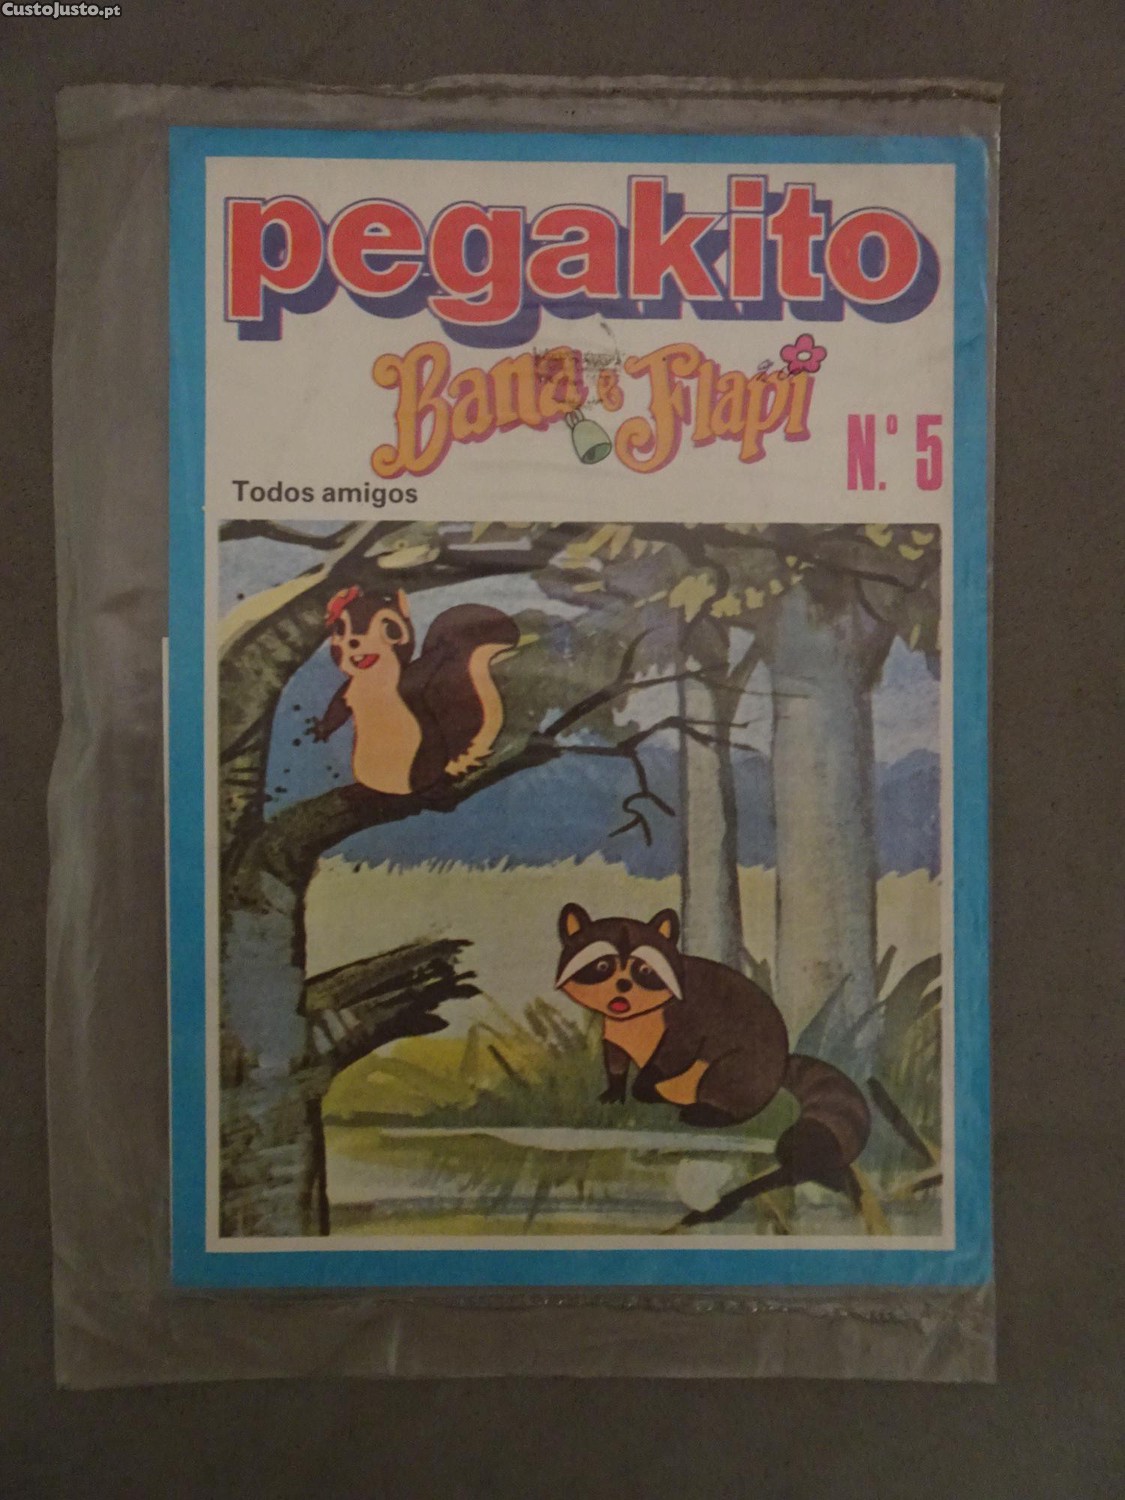 CustoJusto.pt
pegakito
Bana e Flapi
N.º 5
Todos amigos